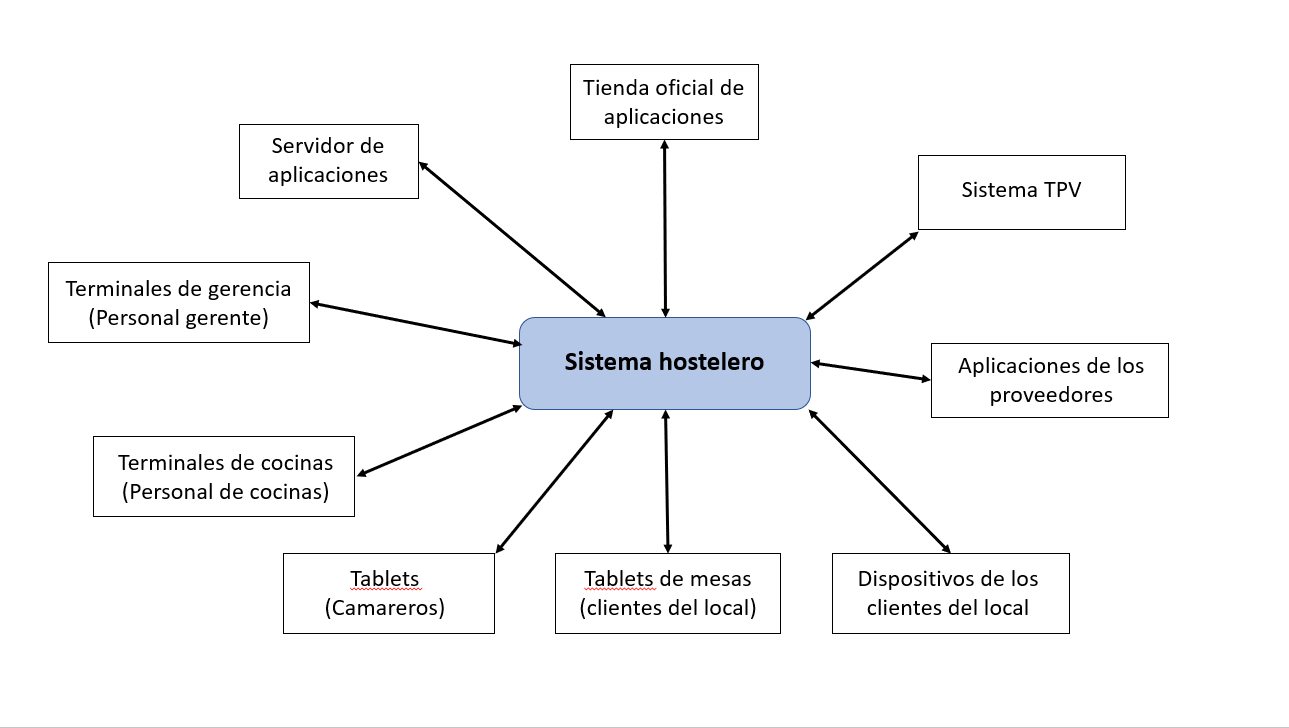 Tienda oficial de
aplicaciones
Servidor de
aplicaciones
Sistema TPV
Terminales de gerencia
(Personal gerente)
Sistema hostelero
Aplicaciones de los
proveedores
Terminales de cocinas
(Personal de cocinas)
Tablets
(Camareros)
Tablets de mesas
(clientes del local)
Dispositivos de los
clientes del local